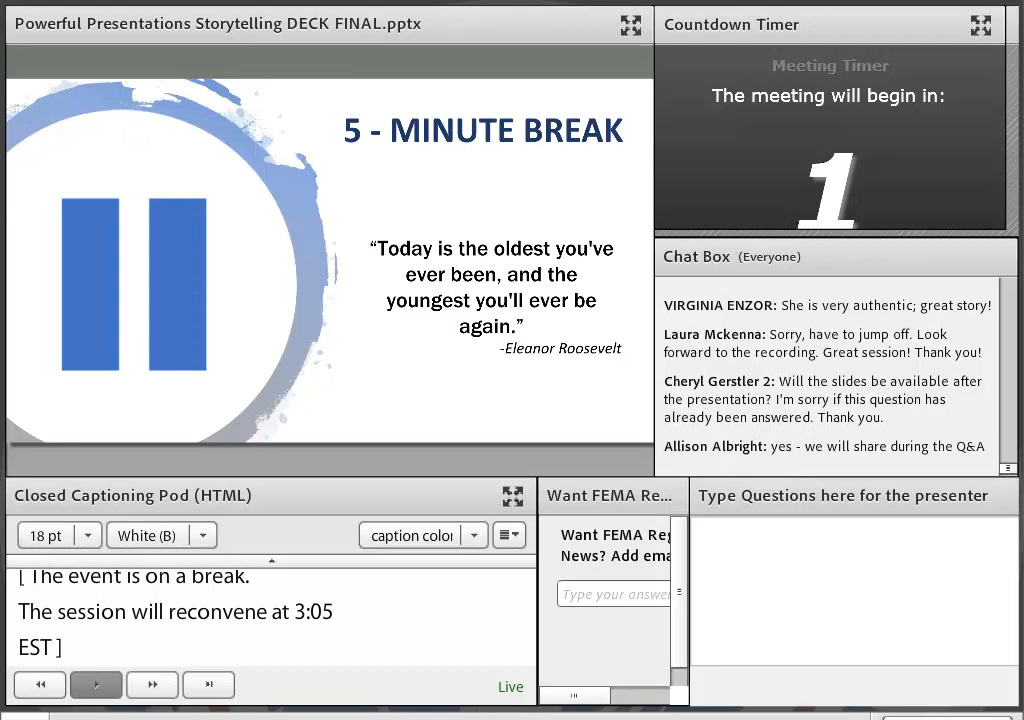 Powerful Presentations Storytelling DECK FINAL.pptx
5 - MINUTE BREAK
“Today is the oldest you've
ever been, and the
youngest you'll ever be
again.”
-Eleanor Roosevelt
Countdown Timer
Meeting Timer
The meeting will begin in:
1
Chat Box (Everyone)
VIRGINIA ENZOR: She is very authentic; great story!
Laura Mckenna: Sorry, have to jump off. Look
forward to the recording. Great session! Thank you!
Cheryl Gerstler 2: Will the slides be available after
the presentation? I'm sorry if this question has
already been answered. Thank you.
Allison Albright: yes - we will share during the Q&A
Closed Captioning Pod (HTML)
18 pt
White (B)
caption color
[ The event is on a break.
The session will reconvene at 3:05
EST ]
Live
Want FEMA Re...
Want FEMA Reg
News? Add ema
Type your answer
Type Questions here for the presenter